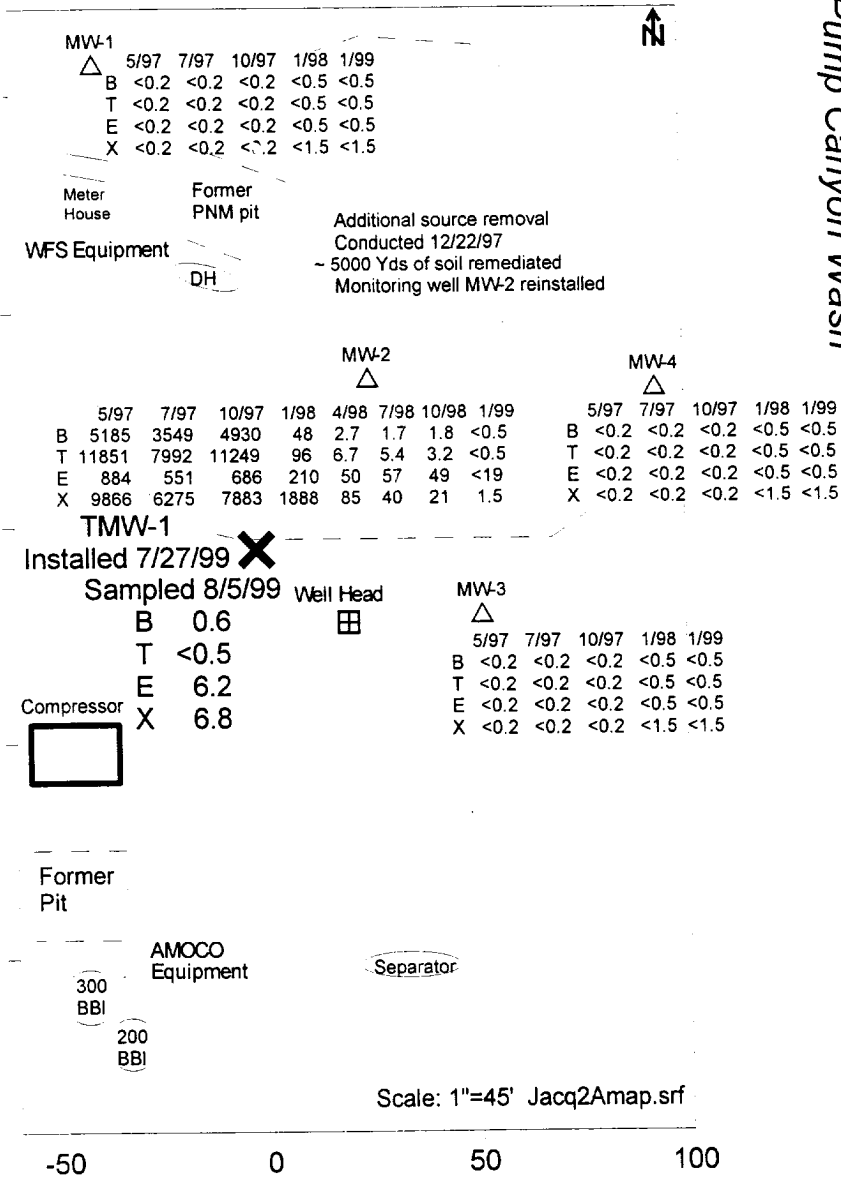 N
Pump Canyon Wash
MW-1
5/97 7/97 10/97 1/98 1/99
B <0.2 <0.2 <0.2 <0.5 <0.5
T <0.2 <0.2 <0.2 <0.5 <0.5
E <0.2 <0.2 <0.2 <0.5 <0.5
X <0.2 <0.2 <0.2 <1.5 <1.5
Meter
House
Former
PNM pit
WFS Equipment
DH
Additional source removal
Conducted 12/22/97
~ 5000 Yds of soil remediated
Monitoring well MW-2 reinstalled
MW-2
5/97 7/97 10/97 1/98 4/98 7/98 10/98 1/99
B 5185 3549 4930 48 2.7 1.7 1.8 <0.5
T 11851 7992 11249 96 6.7 5.4 3.2 <0.5
E 884 551 686 210 50 57 49 <19
X 9866 6275 7883 1888 85 40 21 1.5
MW-4
5/97 7/97 10/97 1/98 1/99
B <0.2 <0.2 <0.2 <0.5 <0.5
T <0.2 <0.2 <0.2 <0.5 <0.5
E <0.2 <0.2 <0.2 <0.5 <0.5
X <0.2 <0.2 <0.2 <1.5 <1.5
TMW-1
Installed 7/27/99
Sampled 8/5/99
B 0.6
T <0.5
E 6.2
X 6.8
Well Head
MW-3
5/97 7/97 10/97 1/98 1/99
B <0.2 <0.2 <0.2 <0.5 <0.5
T <0.2 <0.2 <0.2 <0.5 <0.5
E <0.2 <0.2 <0.2 <0.5 <0.5
X <0.2 <0.2 <0.2 <1.5 <1.5
Compressor
Former
Pit
AMOCO
Equipment
Separator
300
BBl
200
BBl
Scale: 1"=45' Jacq2Amap.srf
-50 0 50 100